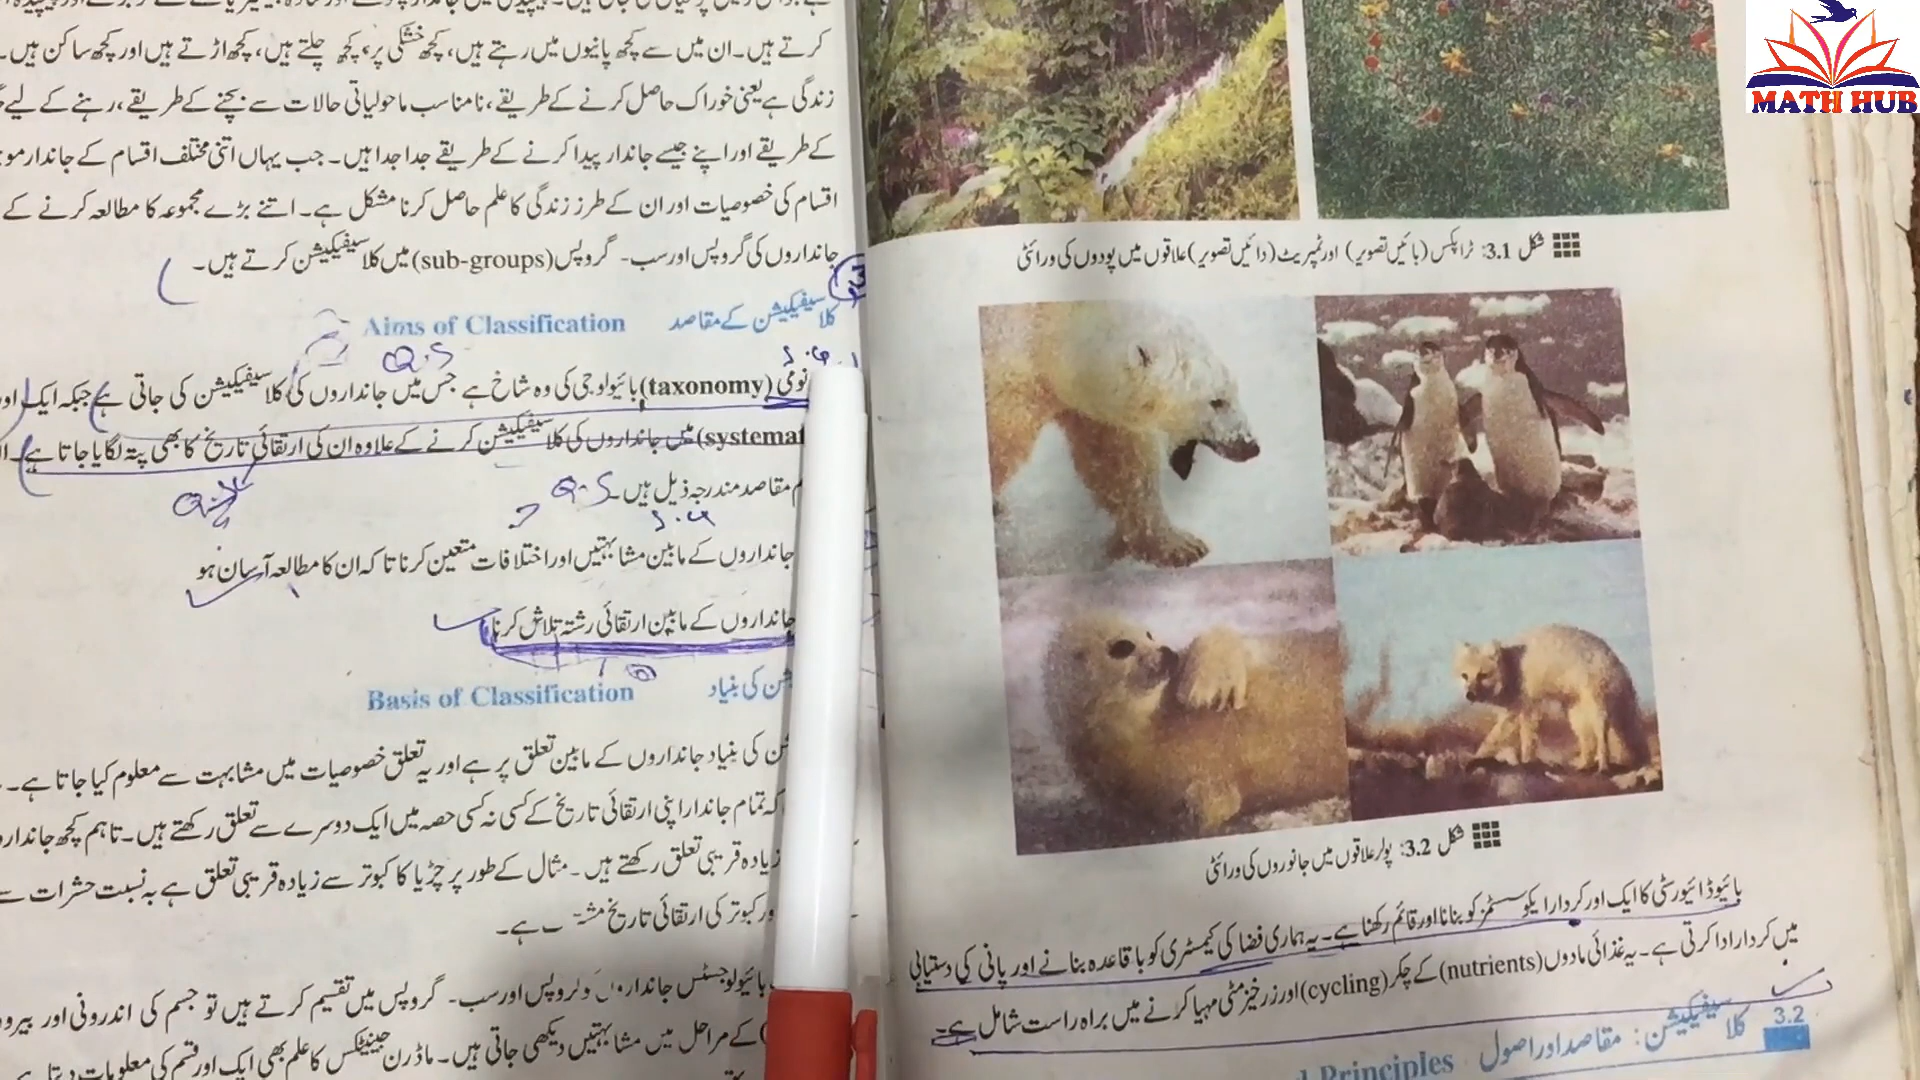 کرتے ہیں۔ ان میں سے کچھ پانیوں میں رہتے ہیں، کچھ خشکی پر، کچھ چلتے ہیں، کچھ اڑتے ہیں اور کچھ ساکن ہیں۔
زندگی ہے یعنی خوراک حاصل کرنے کے طریقے، نامناسب ماحولیاتی حالات سے بچنے کے طریقے، رہنے کے لیے
کے طریقے اور اپنے جیسے جاندار پیدا کرنے کے طریقے جدا جدا ہیں۔ جب یہاں اتنی مختلف اقسام کے جاندار
اقسام کی خصوصیات اور ان کے طرز زندگی کا علم حاصل کرنا مشکل ہے۔ اتنے بڑے مجموعہ کا مطالعہ کرنے کے
جانداروں کی گروپس اور سب- گروپس (sub-groups) میں کلاسیفیکیشن کرتے ہیں۔
کلاسیفیکیشن کے مقاصد Aims of Classification
Q.S
(taxonomy) بائیولوجی کی وہ شاخ ہے جس میں جانداروں کی کلاسیفیکیشن کی جاتی ہے جبکہ ایک اور
میں جانداروں کی کلاسیفیکیشن کرنے کے علاوہ ان کی ارتقائی تاریخ کا بھی پتہ لگایا جاتا ہے۔
مقاصد مندرجہ ذیل ہیں۔ Q.S
جانداروں کے مابین مشابہتیں اور اختلافات متعین کرنا تاکہ ان کا مطالعہ آسان ہو
جانداروں کے مابین ارتقائی رشتہ تلاش کرنا
کی بنیاد Basis of Classification
کی بنیاد جانداروں کے مابین تعلق پر ہے اور یہ تعلق خصوصیات میں مشابہت سے معلوم کیا جاتا ہے۔
کہ تمام جاندار اپنی ارتقائی تاریخ کے کسی نہ کسی حصہ میں ایک دوسرے سے تعلق رکھتے ہیں۔ تاہم کچھ جاندار
زیادہ قریبی تعلق رکھتے ہیں۔ مثال کے طور پر چڑیا کا کبوتر سے زیادہ قریبی تعلق ہے بہ نسبت حشرات
اور کبوتر کی ارتقائی تاریخ ہے۔
بائیولوجسٹس اور سب- گروپس میں تقسیم کرتے ہیں تو جسم کی اندرونی اور
کے مراحل میں مشابہتیں دیکھی جاتی ہیں۔ ماڈرن جینیٹکس کا علم بھی ایک اور قسم کی معلومات دیتا ہے
MATH HUB
شکل 3.1: ٹراپکس (بائیں تصویر) اور ٹمپریٹ (دائیں تصویر) علاقوں میں پودوں کی ورائٹی
شکل 3.2: پولر علاقوں میں جانوروں کی ورائٹی
بائیوڈائیورسٹی کا ایک اور کردار ایکوسسٹمز کو بنانا اور قائم رکھنا ہے۔ یہ ہماری فضا کی کیمسٹری کو باقاعدہ بنانے اور پانی کی دستیابی
میں کردار ادا کرتی ہے۔ یہ غذائی مادوں (nutrients) کے چکر (cycling) اور زرخیز مٹی مہیا کرنے میں براہ راست شامل ہے۔
3.2 کلاسیفیکیشن: مقاصد اور اصول Principles